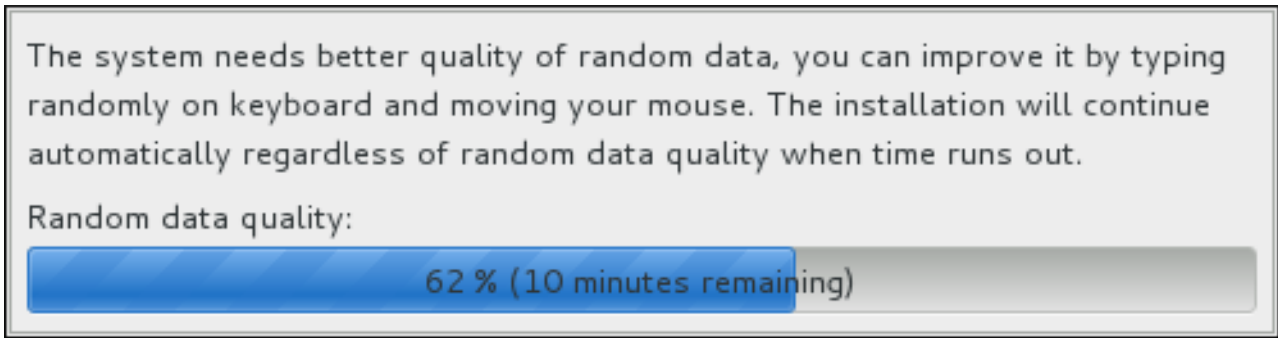 The system needs better quality of random data, you can improve it by typing
randomly on keyboard and moving your mouse. The installation will continue
automatically regardless of random data quality when time runs out.
Random data quality:
62 % (10 minutes remaining)